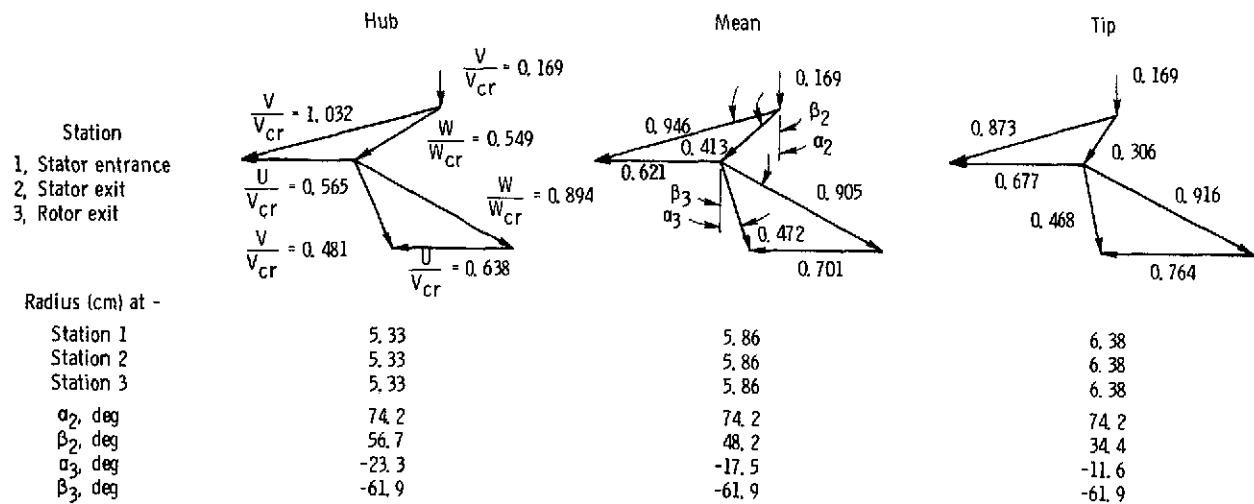 Hub Mean Tip
V/Vcr = 0.169 0.169 0.169
V/Vcr = 1.032 0.946 β2 0.873
Station W/Wcr = 0.549 0.413 α2 0.306
1, Stator entrance
2, Stator exit
3, Rotor exit
U/Vcr = 0.565 0.621 0.677
W/Wcr = 0.894 β3 0.905 0.916
α3
V/Vcr = 0.481 0.472 0.468
U/Vcr = 0.638 0.701 0.764
Radius (cm) at -
Station 1 5.33 5.86 6.38
Station 2 5.33 5.86 6.38
Station 3 5.33 5.86 6.38
α2, deg 74.2 74.2 74.2
β2, deg 56.7 48.2 34.4
α3, deg -23.3 -17.5 -11.6
β3, deg -61.9 -61.9 -61.9